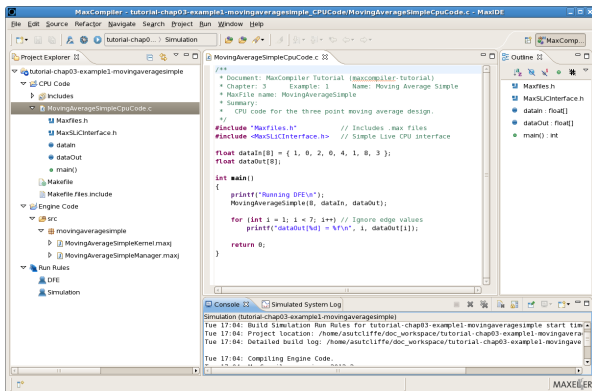 MaxCompiler - tutorial-chap03-example1-movingaveragesimple_CPUCode/MovingAverageSimpleCpuCode.c - MaxIDE
File Edit Source Refactor Navigate Search Project Run Window Help
tutorial-chap0... Simulation
MaxComp...
Project Explorer
tutorial-chap03-example1-movingaveragesimple
CPU Code
Includes
MovingAverageSimpleCpuCode.c
Maxfiles.h
MaxSLiCInterface.h
dataIn
dataOut
main()
Makefile
Makefile.files.include
Engine Code
src
movingaveragesimple
MovingAverageSimpleKernel.maxj
MovingAverageSimpleManager.maxj
Run Rules
DFE
Simulation
MovingAverageSimpleCpuCode.c
/**
* Document: MaxCompiler Tutorial (maxcompiler-tutorial)
* Chapter: 3 Example: 1 Name: Moving Average Simple
* MaxFile name: MovingAverageSimple
* Summary:
* CPU code for the three point moving average design.
*/
#include "Maxfiles.h" // Includes .max files
#include <MaxSLiCInterface.h> // Simple Live CPU interface
float dataIn[8] = { 1, 0, 2, 0, 4, 1, 8, 3 };
float dataOut[8];
int main()
{
printf("Running DFE\n");
MovingAverageSimple(8, dataIn, dataOut);
for (int i = 1; i < 7; i++) // Ignore edge values
printf("dataOut[%d] = %f\n", i, dataOut[i]);
return 0;
}
Outline
Maxfiles.h
MaxSLiCInterface.h
dataIn : float[]
dataOut : float[]
main() : int
Console Simulated System Log
Simulation (tutorial-chap03-example1-movingaveragesimple)
Tue 17:04: Build Simulation Run Rules for tutorial-chap03-example1-movingaveragesimple start tim
Tue 17:04: Project location: /home/asutcliffe/doc_workspace/tutorial-chap03-example1-movingavera
Tue 17:04: Detailed build log: /home/asutcliffe/doc_workspace/tutorial-chap03-example1-movingave
Tue 17:04: Compiling Engine Code.
MAXELER